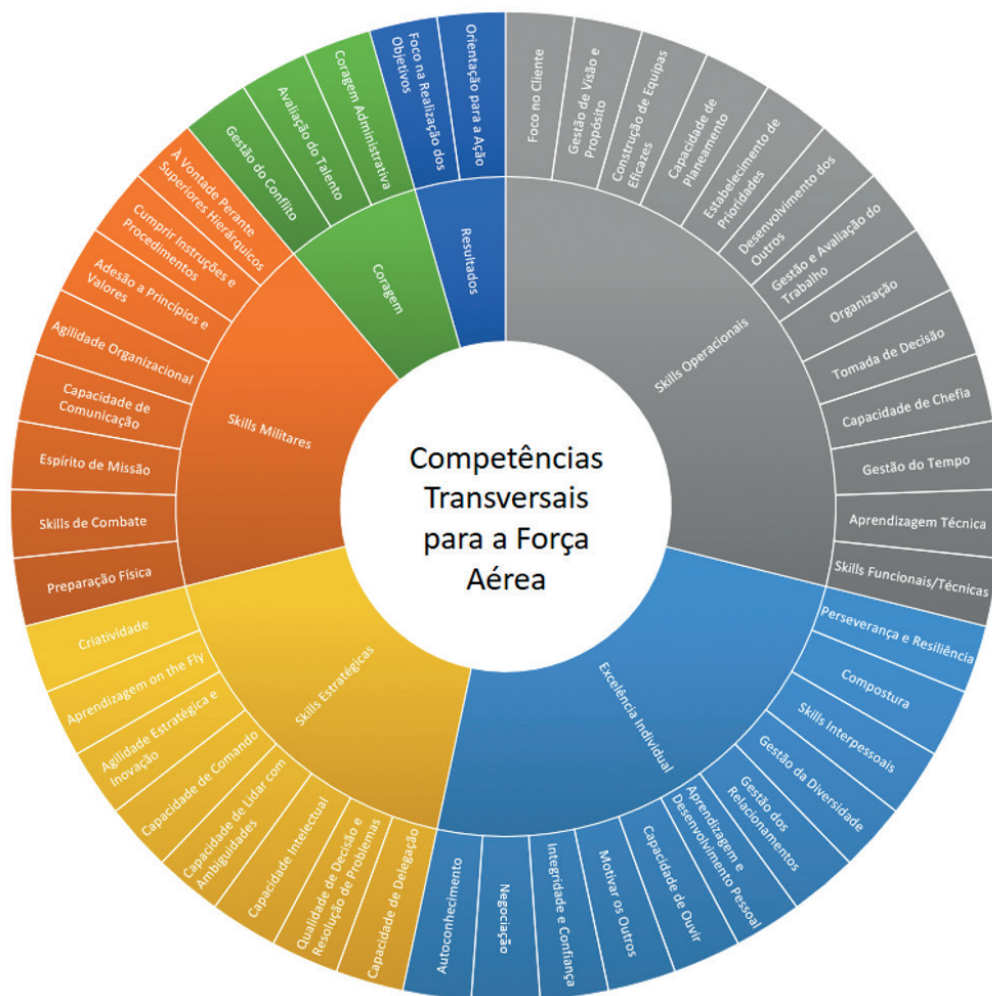 Competências
Transversais
para a Força
Aérea
Skills Operacionais
Foco no Cliente
Gestão de Visão e
Propósito
Construção de Equipas
Eficazes
Capacidade de
Planeamento
Estabelecimento de
Prioridades
Desenvolvimento dos
Outros
Gestão e Avaliação do
Trabalho
Organização
Tomada de Decisão
Capacidade de Chefia
Gestão do Tempo
Aprendizagem Técnica
Skills Funcionais/Técnicas
Excelência Individual
Perseverança e Resiliência
Compostura
Skills Interpessoais
Gestão da Diversidade
Gestão dos
Relacionamentos
Aprendizagem e
Desenvolvimento Pessoal
Capacidade de Ouvir
Motivar os Outros
Integridade e Confiança
Negociação
Autoconhecimento
Skills Estratégicas
Capacidade de Delegação
Qualidade de Decisão e
Resolução de Problemas
Capacidade Intelectual
Capacidade de Lidar com
Ambiguidades
Capacidade de Comando
Agilidade Estratégica e
Inovação
Aprendizagem on the Fly
Criatividade
Skills Militares
Preparação Física
Skills de Combate
Espírito de Missão
Capacidade de
Comunicação
Agilidade Organizacional
Adesão a Princípios e
Valores
Cumprir Instruções e
Procedimentos
À Vontade Perante
Superiores Hierárquicos
Coragem
Gestão do Conflito
Avaliação do Talento
Coragem Administrativa
Resultados
Foco na Realização dos
Objetivos
Orientação para a Ação